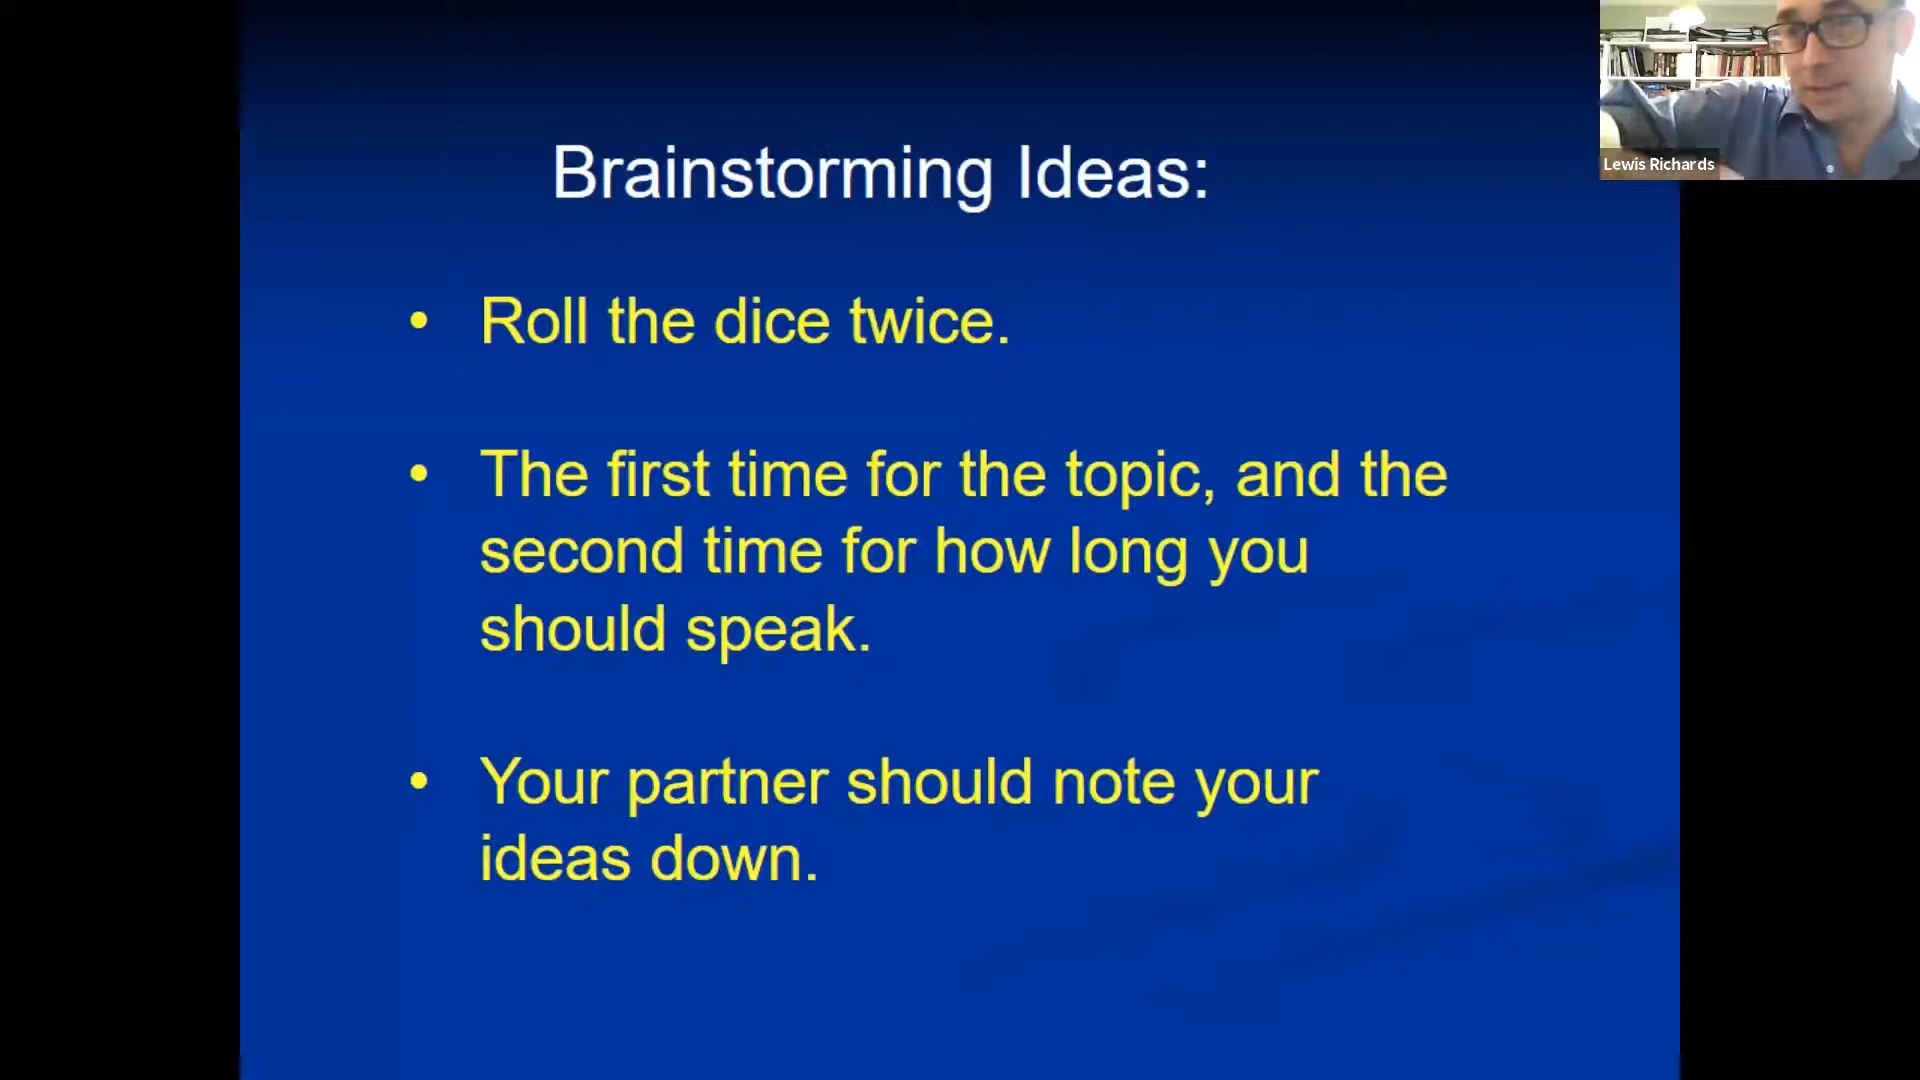 Brainstorming Ideas:
• Roll the dice twice.
• The first time for the topic, and the
second time for how long you
should speak.
• Your partner should note your
ideas down.
Lewis Richards